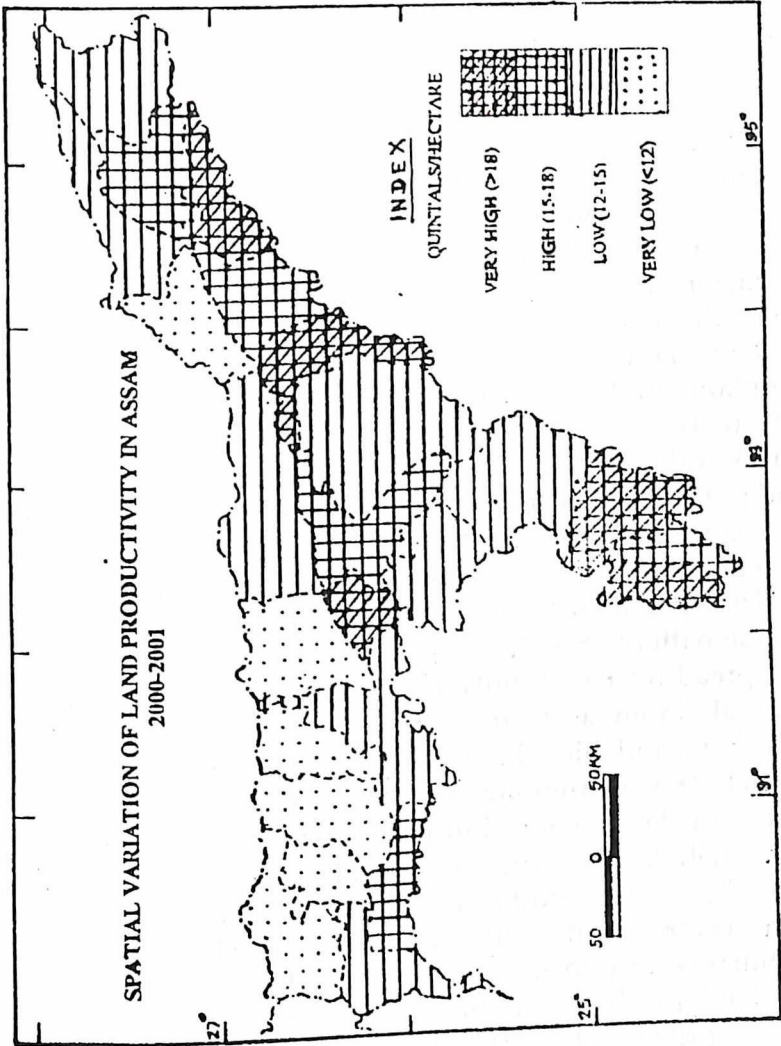 SPATIAL VARIATION OF LAND PRODUCTIVITY IN ASSAM
2000-2001
INDEX
QUINTALS/HECTARE
VERY HIGH (>18)
HIGH (15-18)
LOW (12-15)
VERY LOW (<12)
27°
25°
50 0 50KM
91°
93°
95°